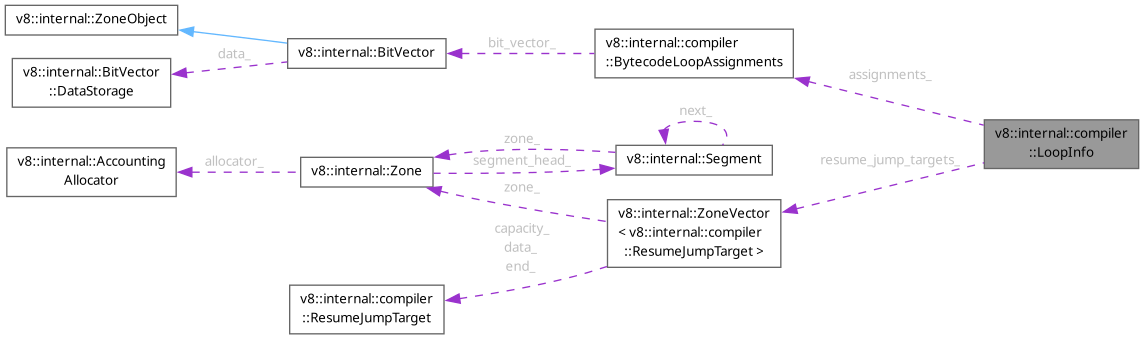 v8::internal::ZoneObject
v8::internal::BitVector
::DataStorage
data_
v8::internal::BitVector
bit_vector_
v8::internal::compiler
::BytecodeLoopAssignments
assignments_
v8::internal::compiler
::LoopInfo
next_
v8::internal::Segment
zone_
segment_head_
zone_
v8::internal::Accounting
Allocator
allocator_
v8::internal::Zone
resume_jump_targets_
v8::internal::ZoneVector
< v8::internal::compiler
::ResumeJumpTarget >
capacity_
data_
end_
v8::internal::compiler
::ResumeJumpTarget